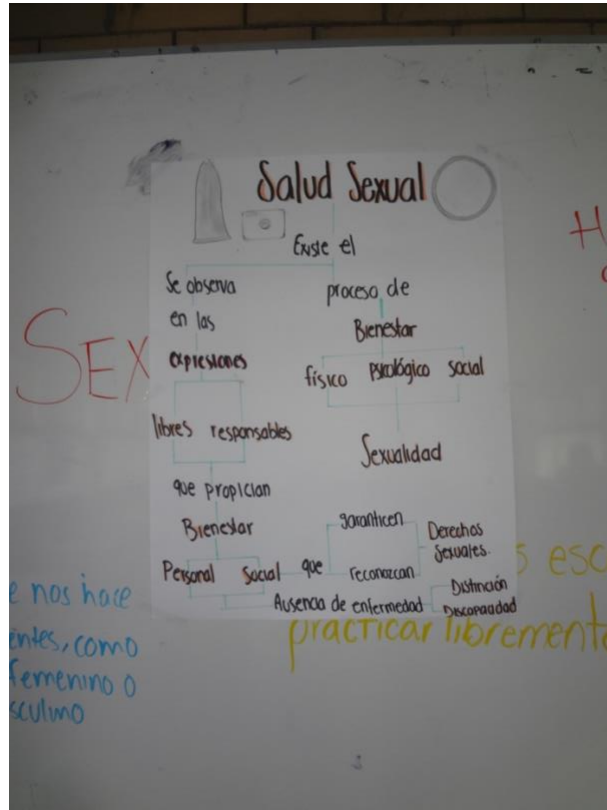 Salud Sexual
Existe el
Se observa
en las
expresiones
libres responsables
que propician
Bienestar
Personal Social que
proceso de
Bienestar
físico Psicológico social
Sexualidad
garanticen
reconozcan
Derechos
Sexuales.
Ausencia de enfermedad
Distinción
Discapacidad
SEX
H
esc
practicar libremente
e nos hace
entes, como
femenino o
sculino